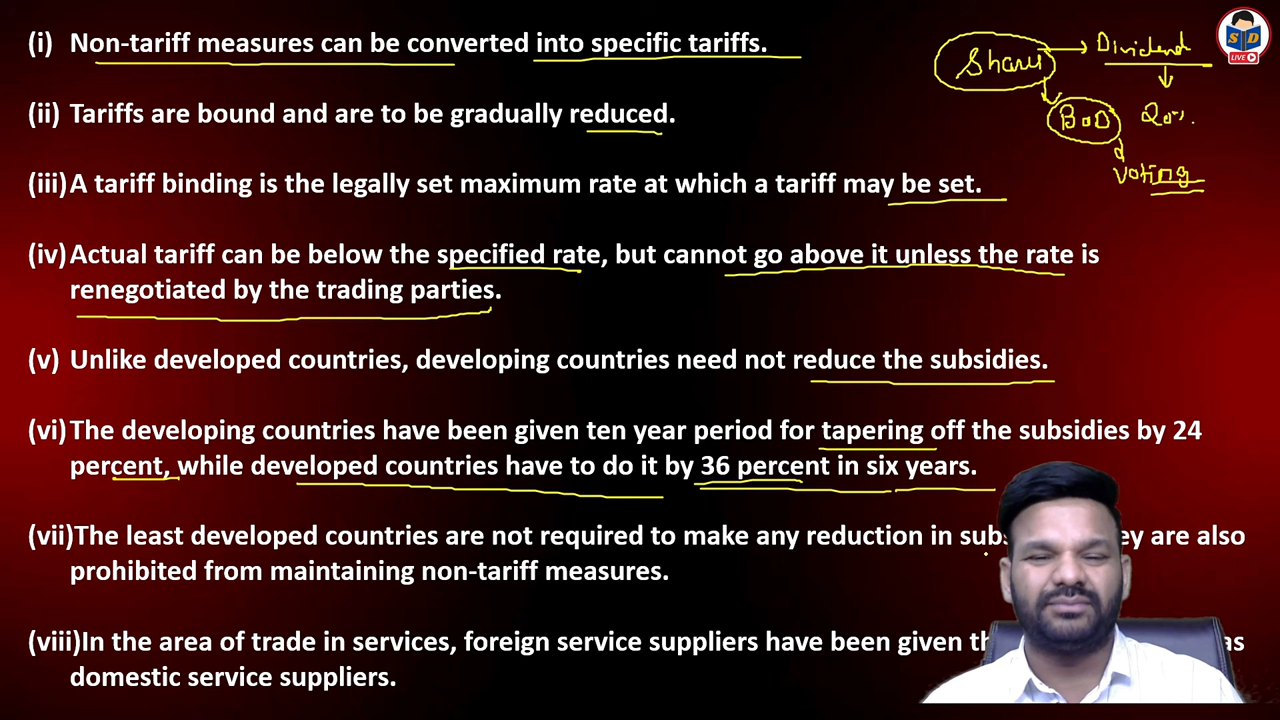 (i) Non-tariff measures can be converted into specific tariffs.
(ii) Tariffs are bound and are to be gradually reduced.
(iii) A tariff binding is the legally set maximum rate at which a tariff may be set.
(iv) Actual tariff can be below the specified rate, but cannot go above it unless the rate is
renegotiated by the trading parties.
(v) Unlike developed countries, developing countries need not reduce the subsidies.
(vi) The developing countries have been given ten year period for tapering off the subsidies by 24
percent, while developed countries have to do it by 36 percent in six years.
(vii) The least developed countries are not required to make any reduction in are also
prohibited from maintaining non-tariff measures.
(viii) In the area of trade in services, foreign service suppliers have been given as
domestic service suppliers.
Dividend
BOD
Voting
S D
LIVE